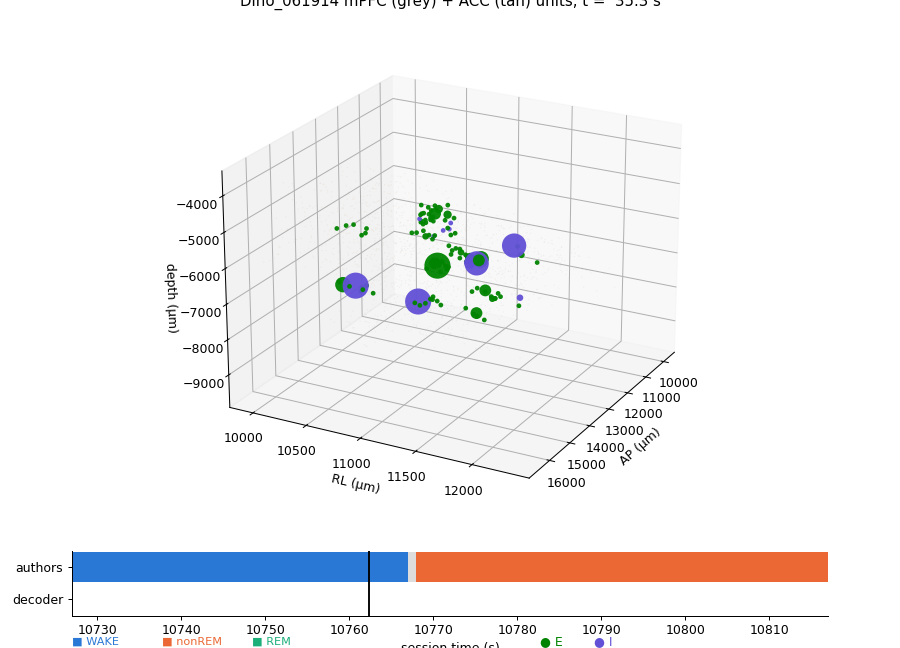 Dino_061914 mPFC (grey) + ACC (tan) units, t = 35.3 s
−4000
−5000
−6000
−7000
−8000
−9000
depth (μm)
10000
10500
11000
11500
12000
RL (μm)
10000
11000
12000
13000
14000
15000
16000
AP (μm)
authors
decoder
10730 10740 10750 10760 10770 10780 10790 10800 10810
WAKE nonREM REM session time (s) E I